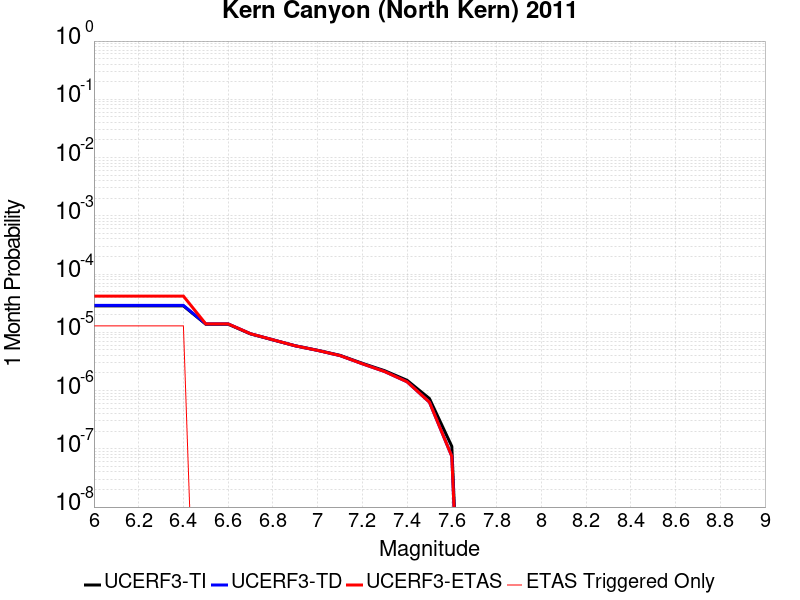 Kern Canyon (North Kern) 2011
10^0
10^-1
10^-2
10^-3
10^-4
10^-5
10^-6
10^-7
10^-8
1 Month Probability
6 6.2 6.4 6.6 6.8 7 7.2 7.4 7.6 7.8 8 8.2 8.4 8.6 8.8 9
Magnitude
UCERF3-TI UCERF3-TD UCERF3-ETAS ETAS Triggered Only